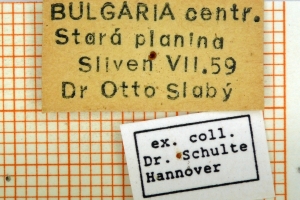 BULGARIA centr.
Stará planina
Sliven VII.59
Dr Otto Slabý
ex. coll.
Dr. Schulte
Hannover